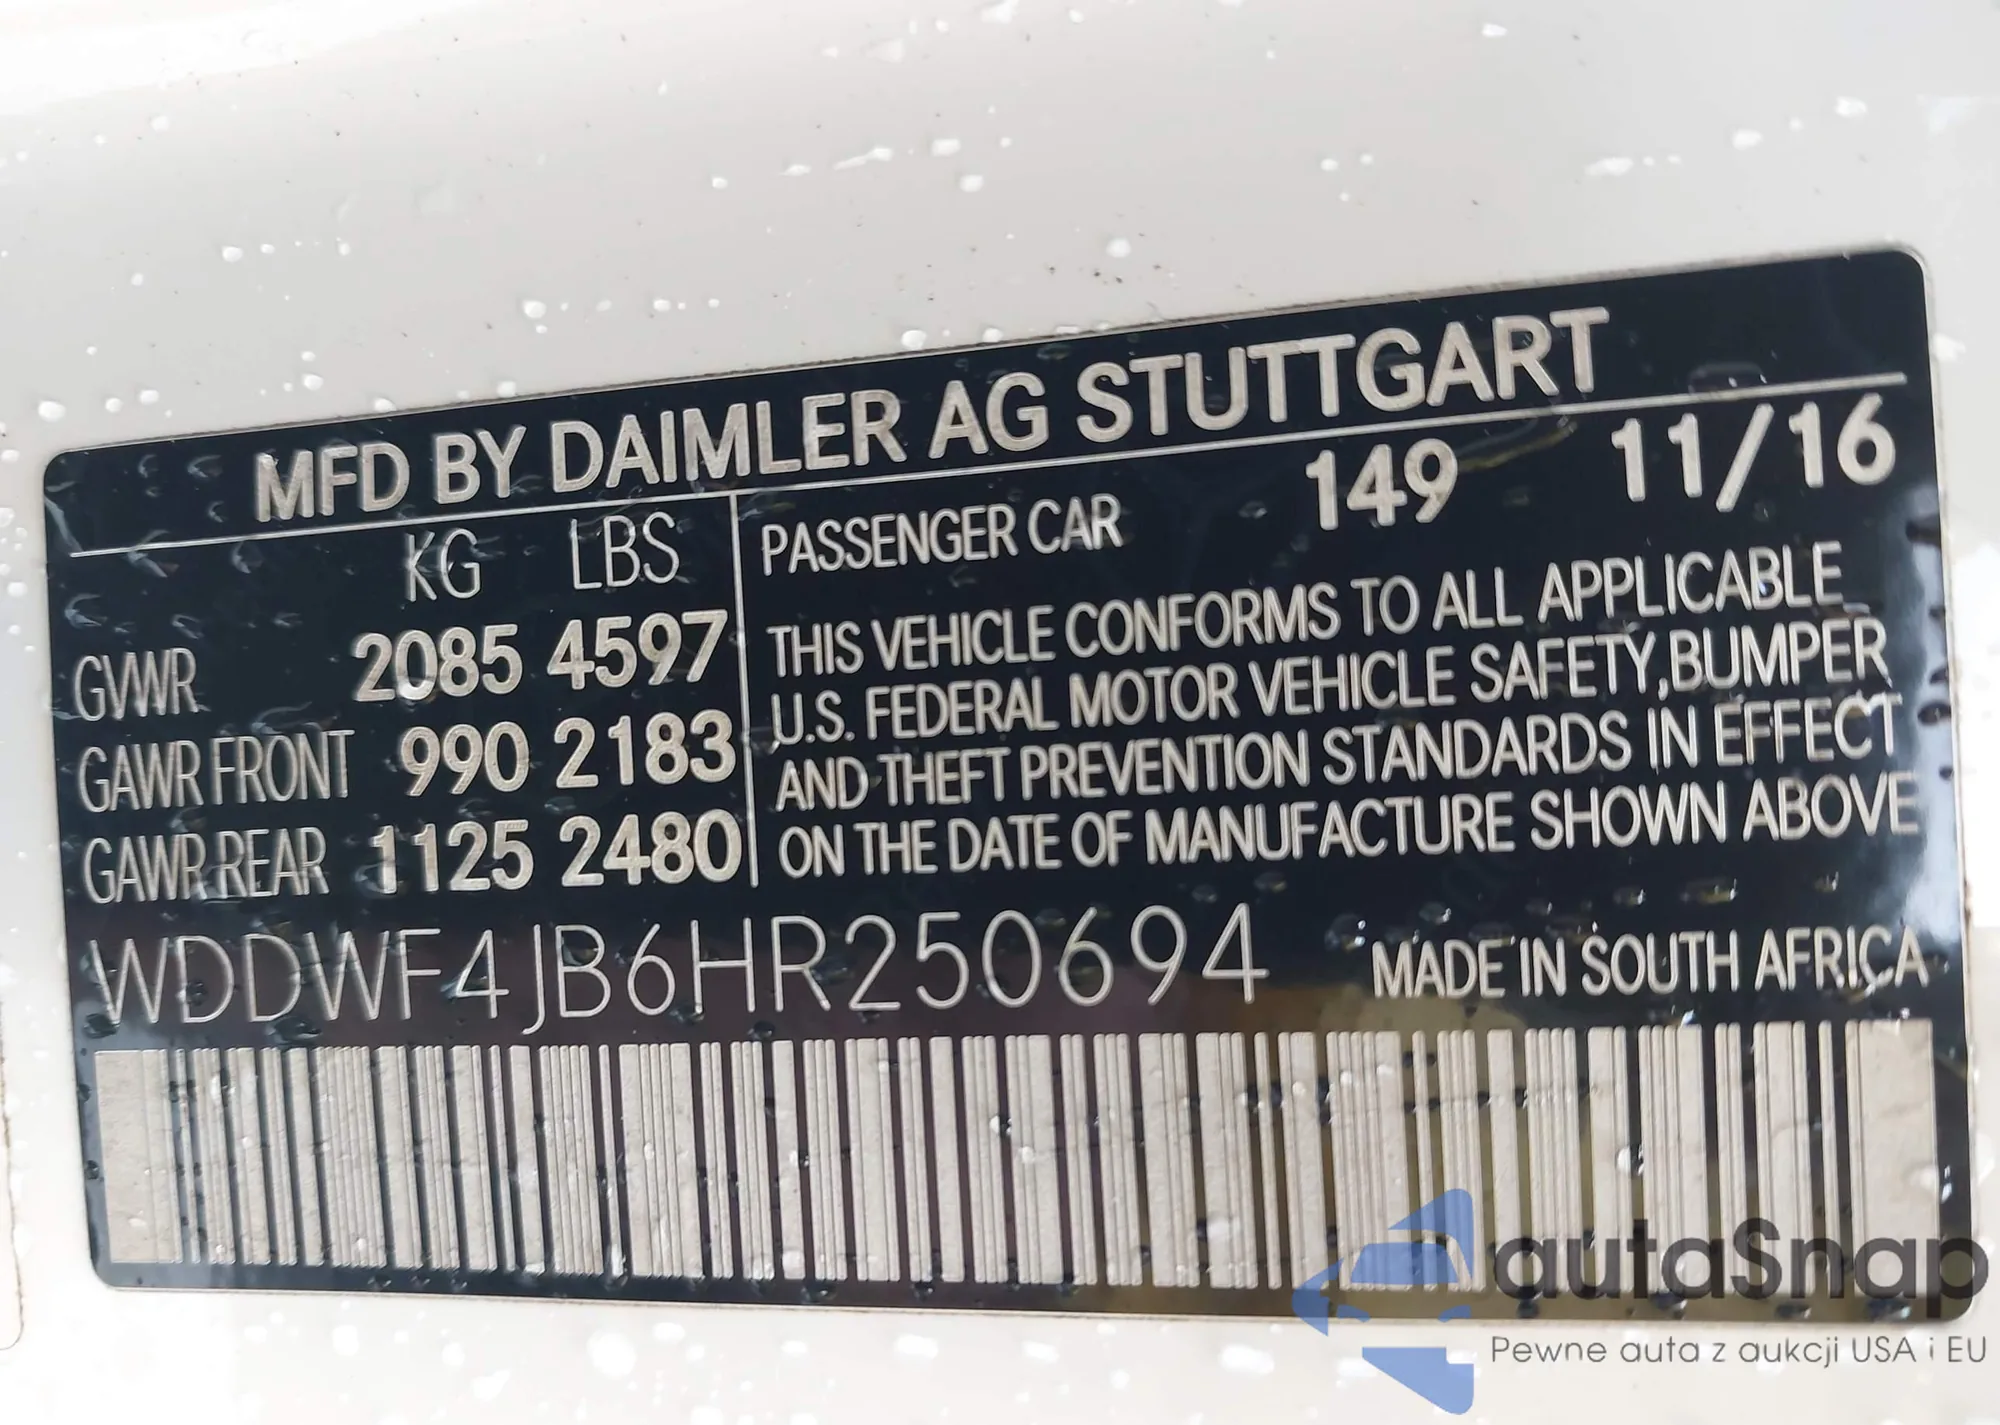 MFD BY DAIMLER AG STUTTGART
KG LBS
GVWR 2085 4597
GAWR FRONT 990 2183
GAWR REAR 1125 2480
PASSENGER CAR 149 11/16
THIS VEHICLE CONFORMS TO ALL APPLICABLE
U.S. FEDERAL MOTOR VEHICLE SAFETY,BUMPER
AND THEFT PREVENTION STANDARDS IN EFFECT
ON THE DATE OF MANUFACTURE SHOWN ABOVE
WDDWF4JB6HR250694 MADE IN SOUTH AFRICA
autaSnap
Pewne auta z aukcji USA i EU